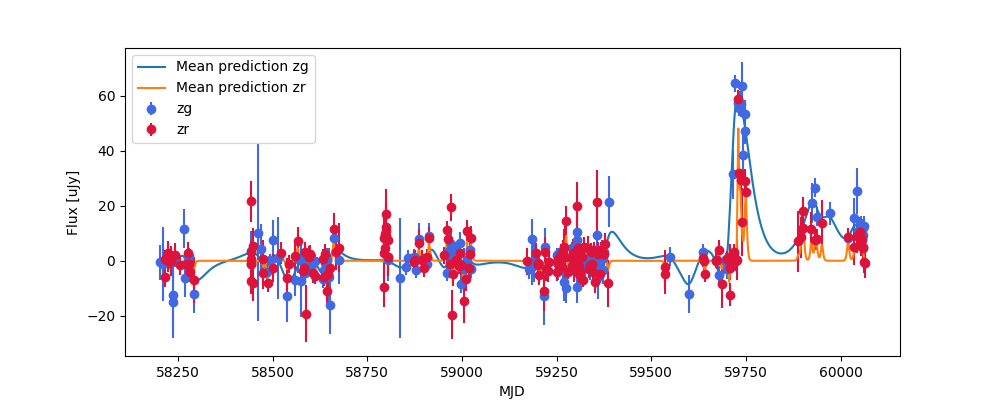 Mean prediction zg
Mean prediction zr
zg
zr
60
40
20
0
−20
Flux [uJy]
58250 58500 58750 59000 59250 59500 59750 60000
MJD